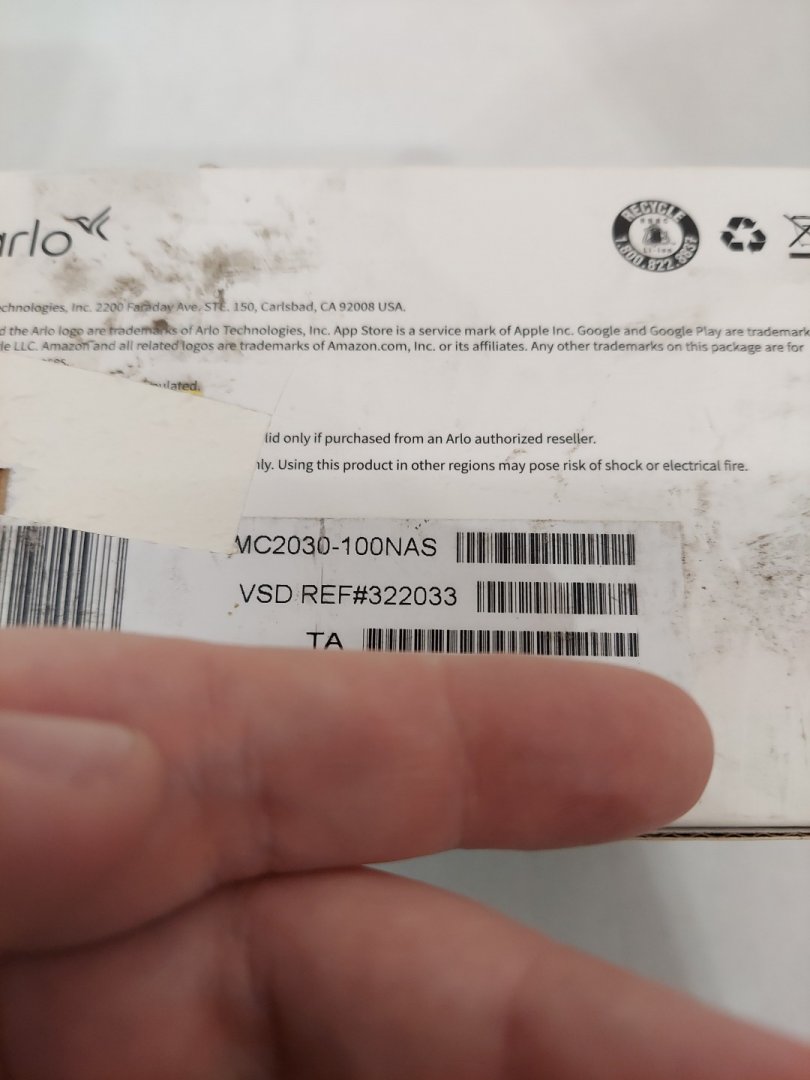 arlo
RECYCLE
Li-Ion
1.800.822.8837
echnologies, Inc. 2200 Faraday Ave. STE. 150, Carlsbad, CA 92008 USA.
d the Arlo logo are trademarks of Arlo Technologies, Inc. App Store is a service mark of Apple Inc. Google and Google Play are trademark
le LLC. Amazon and all related logos are trademarks of Amazon.com, Inc. or its affiliates. Any other trademarks on this package are for
ulated.
lid only if purchased from an Arlo authorized reseller.
nly. Using this product in other regions may pose risk of shock or electrical fire.
MC2030-100NAS
VSD REF#322033
TA